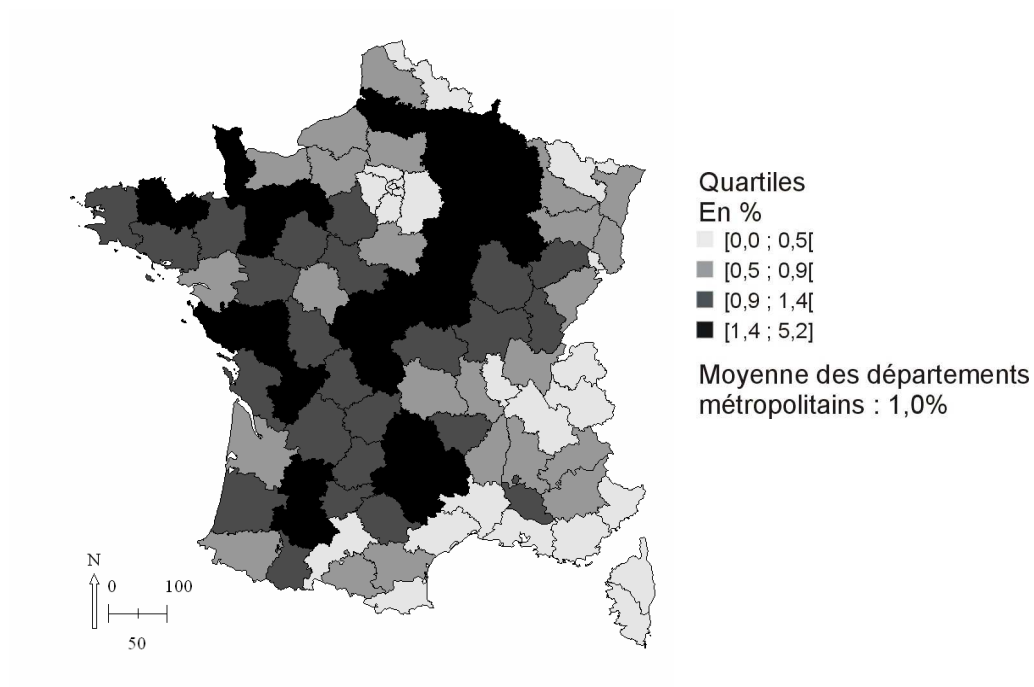 Quartiles
En %
[0,0 ; 0,5[
[0,5 ; 0,9[
[0,9 ; 1,4[
[1,4 ; 5,2]
Moyenne des départements
métropolitains : 1,0%
N
0 100
50